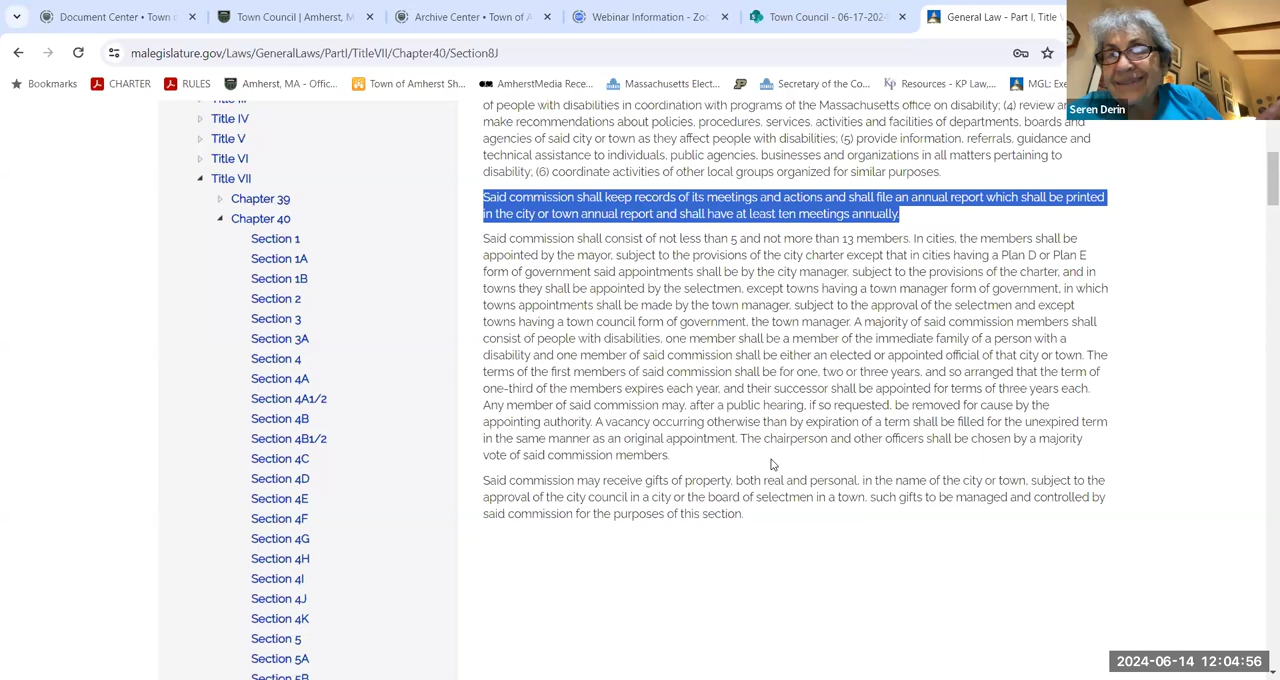 Document Center • Town
Town Council | Amherst, M
Archive Center • Town of A
Webinar Information - Zoo
Town Council - 06-17-2024
General Law - Part I, Title V
malegislature.gov/Laws/GeneralLaws/PartI/TitleVII/Chapter40/Section8J
Bookmarks
CHARTER
RULES
Amherst, MA - Offic...
Town of
AmherstMedia Rece...
Massachusetts Elec...
Secretary of the Co...
Resources - KP Law,...
MGL: Exe
Seren Derin
Title III
Title IV
Title V
Title VI
Title VII
Chapter 39
Chapter 40
Section 1
Section 1A
Section 1B
Section 2
Section 3
Section 3A
Section 4
Section 4A
Section 4A1/2
Section 4B
Section 4B1/2
Section 4C
Section 4D
Section 4E
Section 4F
Section 4G
Section 4H
Section 4I
Section 4J
Section 4K
Section 5
Section 5A
Section 5B
of people with disabilities in coordination with programs of the Massachusetts office on disability; (4) review and
make recommendations about policies, procedures, services, activities and facilities of departments, boards and
agencies of said city or town as they affect people with disabilities; (5) provide information, referrals, guidance and
technical assistance to individuals, public agencies, businesses and organizations in all matters pertaining to
disability; (6) coordinate activities of other local groups organized for similar purposes.
Said commission shall keep records of its meetings and actions and shall file an annual report which shall be printed
in the city or town annual report and shall have at least ten meetings annually.
Said commission shall consist of not less than 5 and not more than 13 members. In cities, the members shall be
appointed by the mayor, subject to the provisions of the city charter except that in cities having a Plan D or Plan E
form of government said appointments shall be by the city manager, subject to the provisions of the charter, and in
towns they shall be appointed by the selectmen, except towns having a town manager form of government, in which
towns appointments shall be made by the town manager, subject to the approval of the selectmen and except
towns having a town council form of government, the town manager. A majority of said commission members shall
consist of people with disabilities, one member shall be a member of the immediate family of a person with a
disability and one member of said commission shall be either an elected or appointed official of that city or town. The
terms of the first members of said commission shall be for one, two or three years, and so arranged that the term of
one-third of the members expires each year, and their successor shall be appointed for terms of three years each.
Any member of said commission may, after a public hearing, if so requested, be removed for cause by the
appointing authority. A vacancy occurring otherwise than by expiration of a term shall be filled for the unexpired term
in the same manner as an original appointment. The chairperson and other officers shall be chosen by a majority
vote of said commission members.
Said commission may receive gifts of property, both real and personal, in the name of the city or town, subject to the
approval of the city council in a city or the board of selectmen in a town, such gifts to be managed and controlled by
said commission for the purposes of this section.
2024-06-14 12:04:56